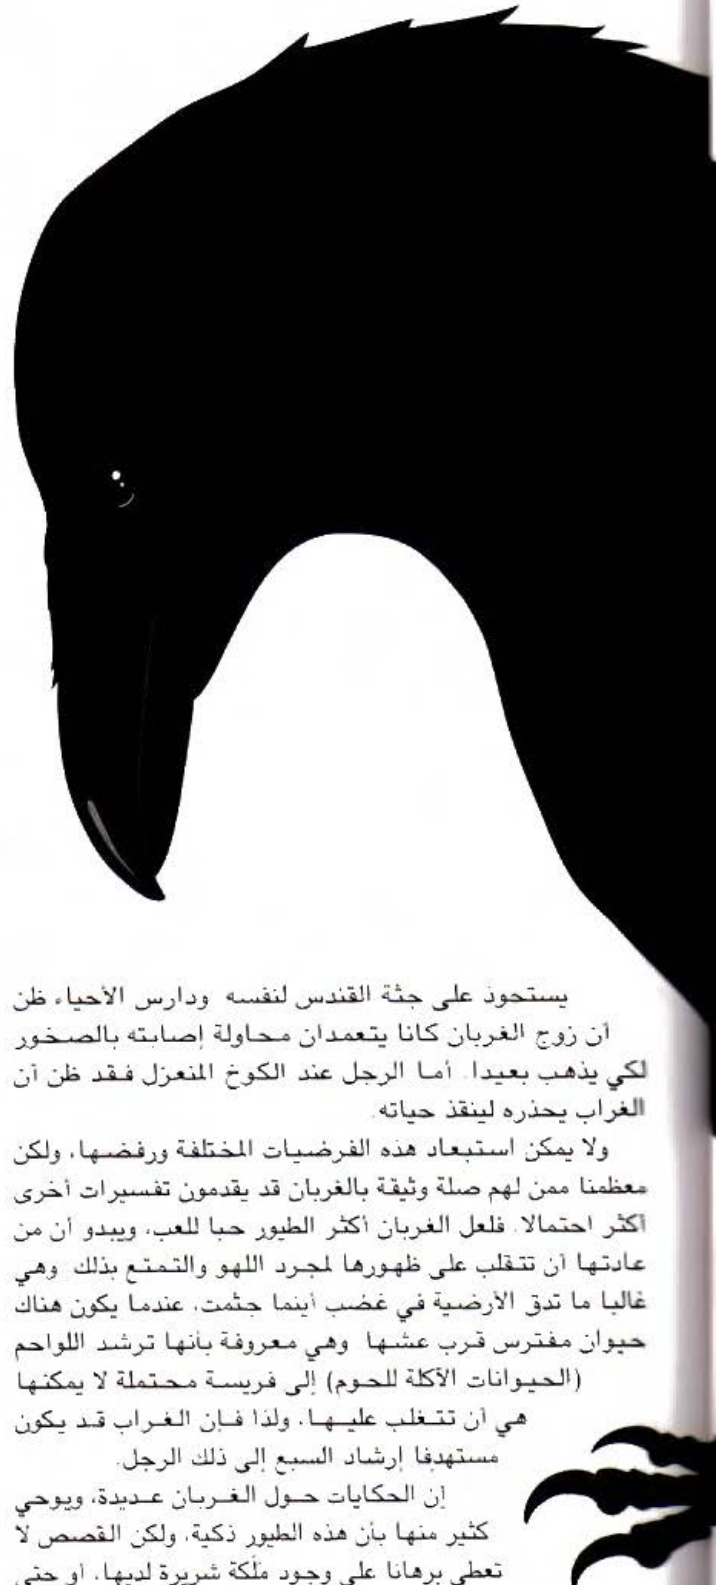 يستحوذ على جثة القندس لنفسه ودارس الأحياء ظن
أن زوج الغربان كانا يتعمدان محاولة إصابته بالصخور
لكي يذهب بعيدا. أما الرجل عند الكوخ المنعزل فقد ظن أن
الغراب يحذره لينقذ حياته.
ولا يمكن استبعاد هذه الفرضيات المختلفة ورفضها، ولكن
معظمنا ممن لهم صلة وثيقة بالغربان قد يقدمون تفسيرات أخرى
أكثر احتمالا. فلعل الغربان أكثر الطيور حبا للعب، ويبدو أن من
عادتها أن تتقلب على ظهورها لمجرد اللهو والتمتع بذلك وهي
غالبا ما تدق الأرضية في غضب أينما جثمت، عندما يكون هناك
حيوان مفترس قرب عشها وهي معروفة بأنها ترشد اللواحم
(الحيوانات الآكلة للحوم) إلى فريسة محتملة لا يمكنها
هي أن تتغلب عليها، ولذا فإن الغراب قد يكون
مستهدفا إرشاد السبع إلى ذلك الرجل.
إن الحكايات حول الغربان عديدة، ويوحي
كثير منها بأن هذه الطيور ذكية، ولكن القصص لا
تعطي برهانا على وجود ملَكة شريرة لديها، أو حتى